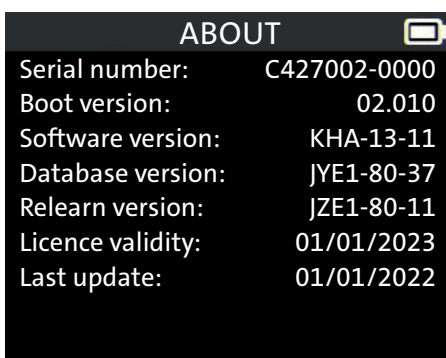 ABOUT
Serial number: C427002-0000
Boot version: 02.010
Software version: KHA-13-11
Database version: JYE1-80-37
Relearn version: JZE1-80-11
Licence validity: 01/01/2023
Last update: 01/01/2022